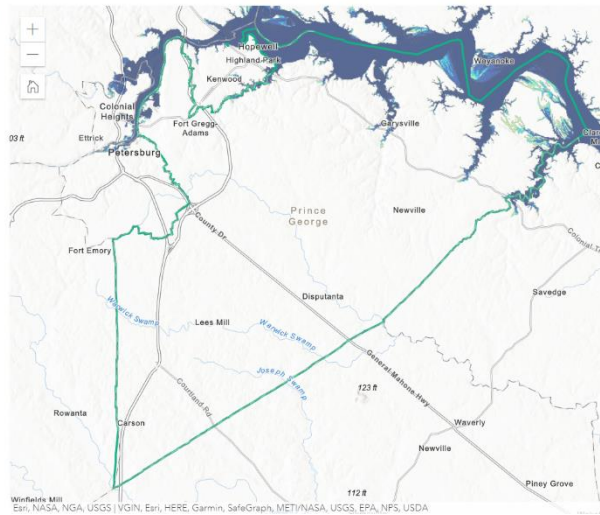 +
−
Hopewell
Highland-Park
Kenwood
Weyanoke
Colonial
Heights
Fort Gregg-
Adams
Garysville
03 ft
Ettrick
Petersburg
Prince
George
Newville
County Dr
Fort Emory
Savedge
Disputanta
Warwick Swamp
Lees Mill
Warwick Swamp
Joseph Swamp
General Mahone Hwy
123 ft
Courtland Rd
Rowanta
Carson
Waverly
Newville
112 ft
Piney Grove
Winfields Mill
Esri, NASA, NGA, USGS | VGIN, Esri, HERE, Garmin, SafeGraph, METI/NASA, USGS, EPA, NPS, USDA